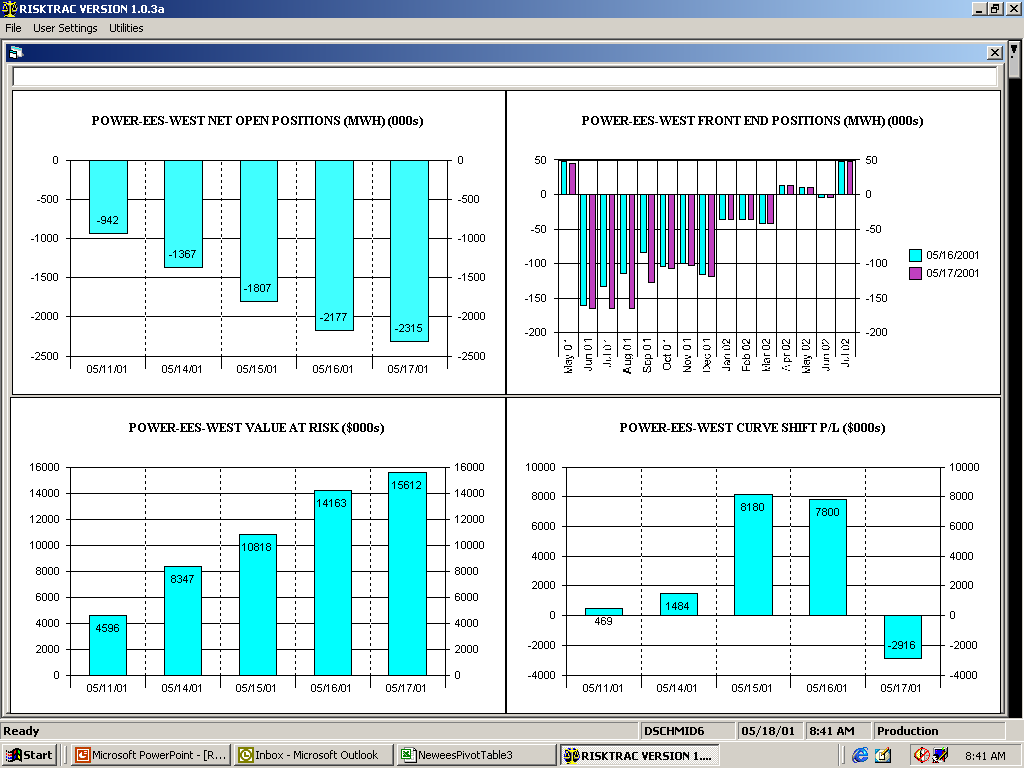 RISKTRAC VERSION 1.0.3a
File User Settings Utilities
POWER-EES-WEST NET OPEN POSITIONS (MWH) (000s)
0 0
-500 -500
-1000 -1000
-1500 -1500
-2000 -2000
-2500 -2500
-942 -1367 -1807 -2177 -2315
05/11/01 05/14/01 05/15/01 05/16/01 05/17/01
POWER-EES-WEST FRONT END POSITIONS (MWH) (000s)
50 50
0 0
-50 -50
-100 -100
-150 -150
-200 -200
05/16/2001
05/17/2001
May 01 Jun 01 Jul 01 Aug 01 Sep 01 Oct 01 Nov 01 Dec 01 Jan 02 Feb 02 Mar 02 Apr 02 May 02 Jun 02 Jul 02
POWER-EES-WEST VALUE AT RISK ($000s)
16000 16000
14000 14000
12000 12000
10000 10000
8000 8000
6000 6000
4000 4000
2000 2000
0 0
4596 8347 10818 14163 15612
05/11/01 05/14/01 05/15/01 05/16/01 05/17/01
POWER-EES-WEST CURVE SHIFT P/L ($000s)
10000 10000
8000 8000
6000 6000
4000 4000
2000 2000
0 0
-2000 -2000
-4000 -4000
469 1484 8180 7800 -2916
05/11/01 05/14/01 05/15/01 05/16/01 05/17/01
Ready DSCHMID6 05/18/01 8:41 AM Production
Start Microsoft PowerPoint - [R... Inbox - Microsoft Outlook NeweesPivotTable3 RISKTRAC VERSION 1.... 8:41 AM